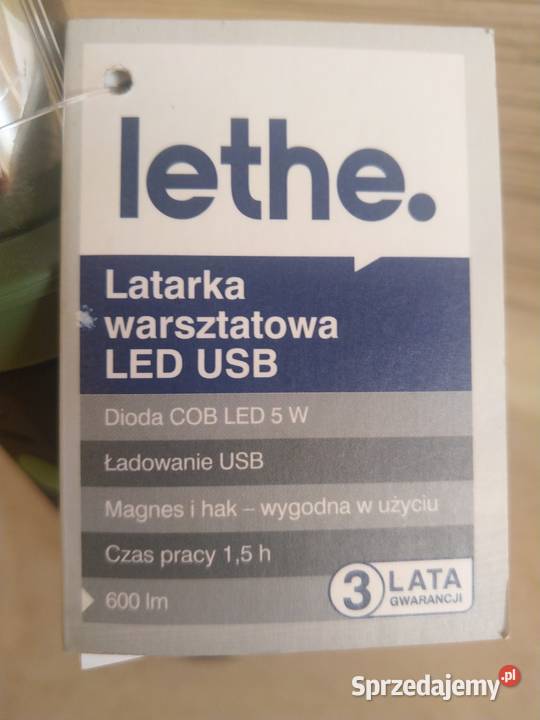 lethe.
Latarka
warsztatowa
LED USB
Dioda COB LED 5 W
Ładowanie USB
Magnes i hak – wygodna w użyciu
Czas pracy 1,5 h
600 lm
3 LATA
GWARANCJI
Sprzedajemy.pl